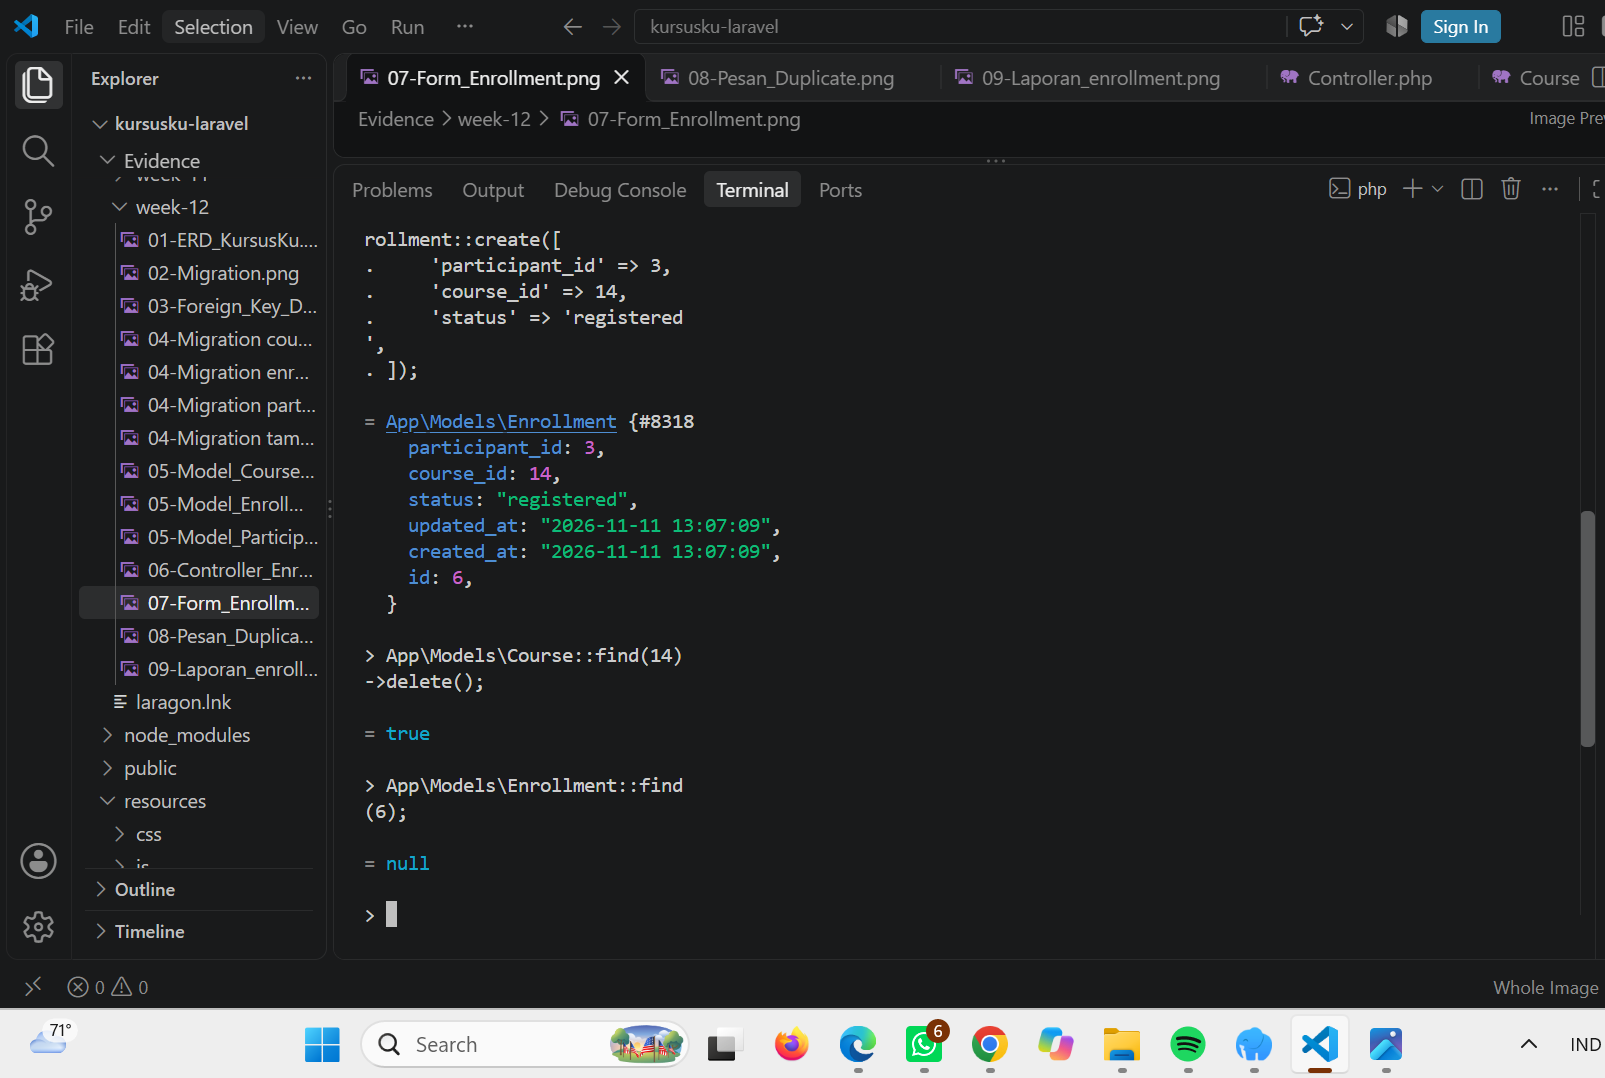 File Edit Selection View Go Run ···
kursusku-laravel
Sign In
Explorer ···
07-Form_Enrollment.png
08-Pesan_Duplicate.png
09-Laporan_enrollment.png
Controller.php
Course
Evidence > week-12 > 07-Form_Enrollment.png
Image Pre
kursusku-laravel
Evidence
week-12
01-ERD_KursusKu....
02-Migration.png
03-Foreign_Key_D...
04-Migration cou...
04-Migration enr...
04-Migration part...
04-Migration tam...
05-Model_Course...
05-Model_Enroll...
05-Model_Particip...
06-Controller_Enr...
07-Form_Enrollm...
08-Pesan_Duplica...
09-Laporan_enroll...
laragon.lnk
node_modules
public
resources
css
Outline
Timeline
Problems Output Debug Console Terminal Ports
php
rollment::create([
.     'participant_id' => 3,
.     'course_id' => 14,
.     'status' => 'registered
',
. ]);
= App\Models\Enrollment {#8318
participant_id: 3,
course_id: 14,
status: "registered",
updated_at: "2026-11-11 13:07:09",
created_at: "2026-11-11 13:07:09",
id: 6,
}
> App\Models\Course::find(14)
->delete();
= true
> App\Models\Enrollment::find
(6);
= null
>
0 0
Whole Image
71°
Search
6
IND